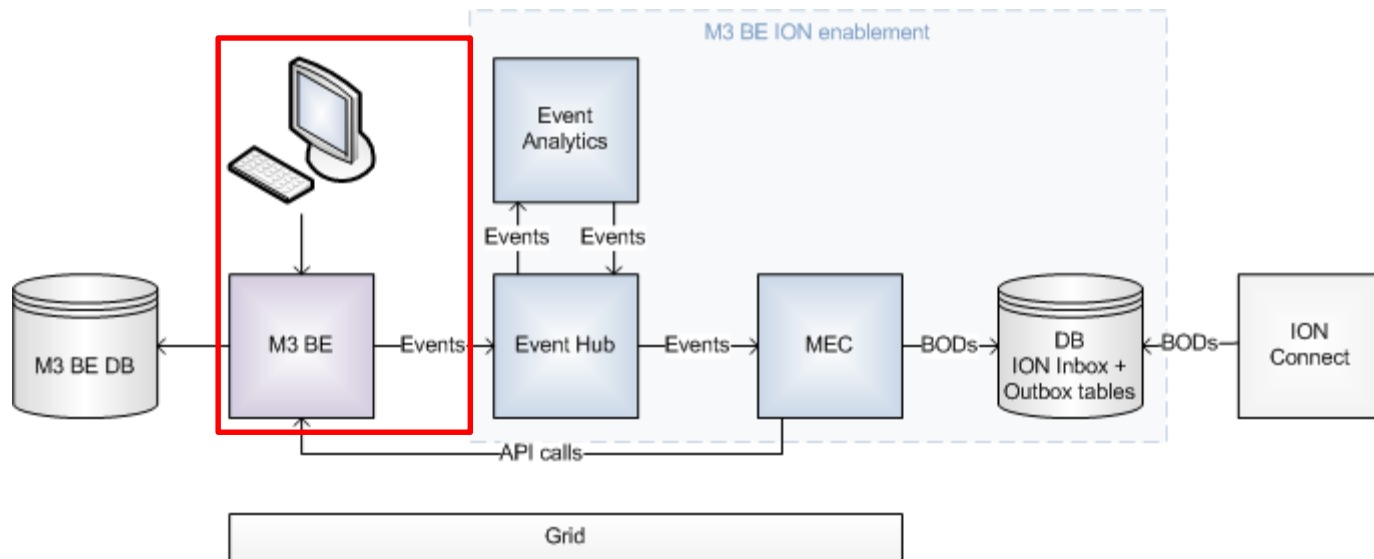 M3 BE ION enablement
Event
Analytics
Events
Events
M3 BE DB
M3 BE
Events
Event Hub
Events
MEC
BODs
DB
ION Inbox +
Outbox tables
BODs
ION
Connect
API calls
Grid